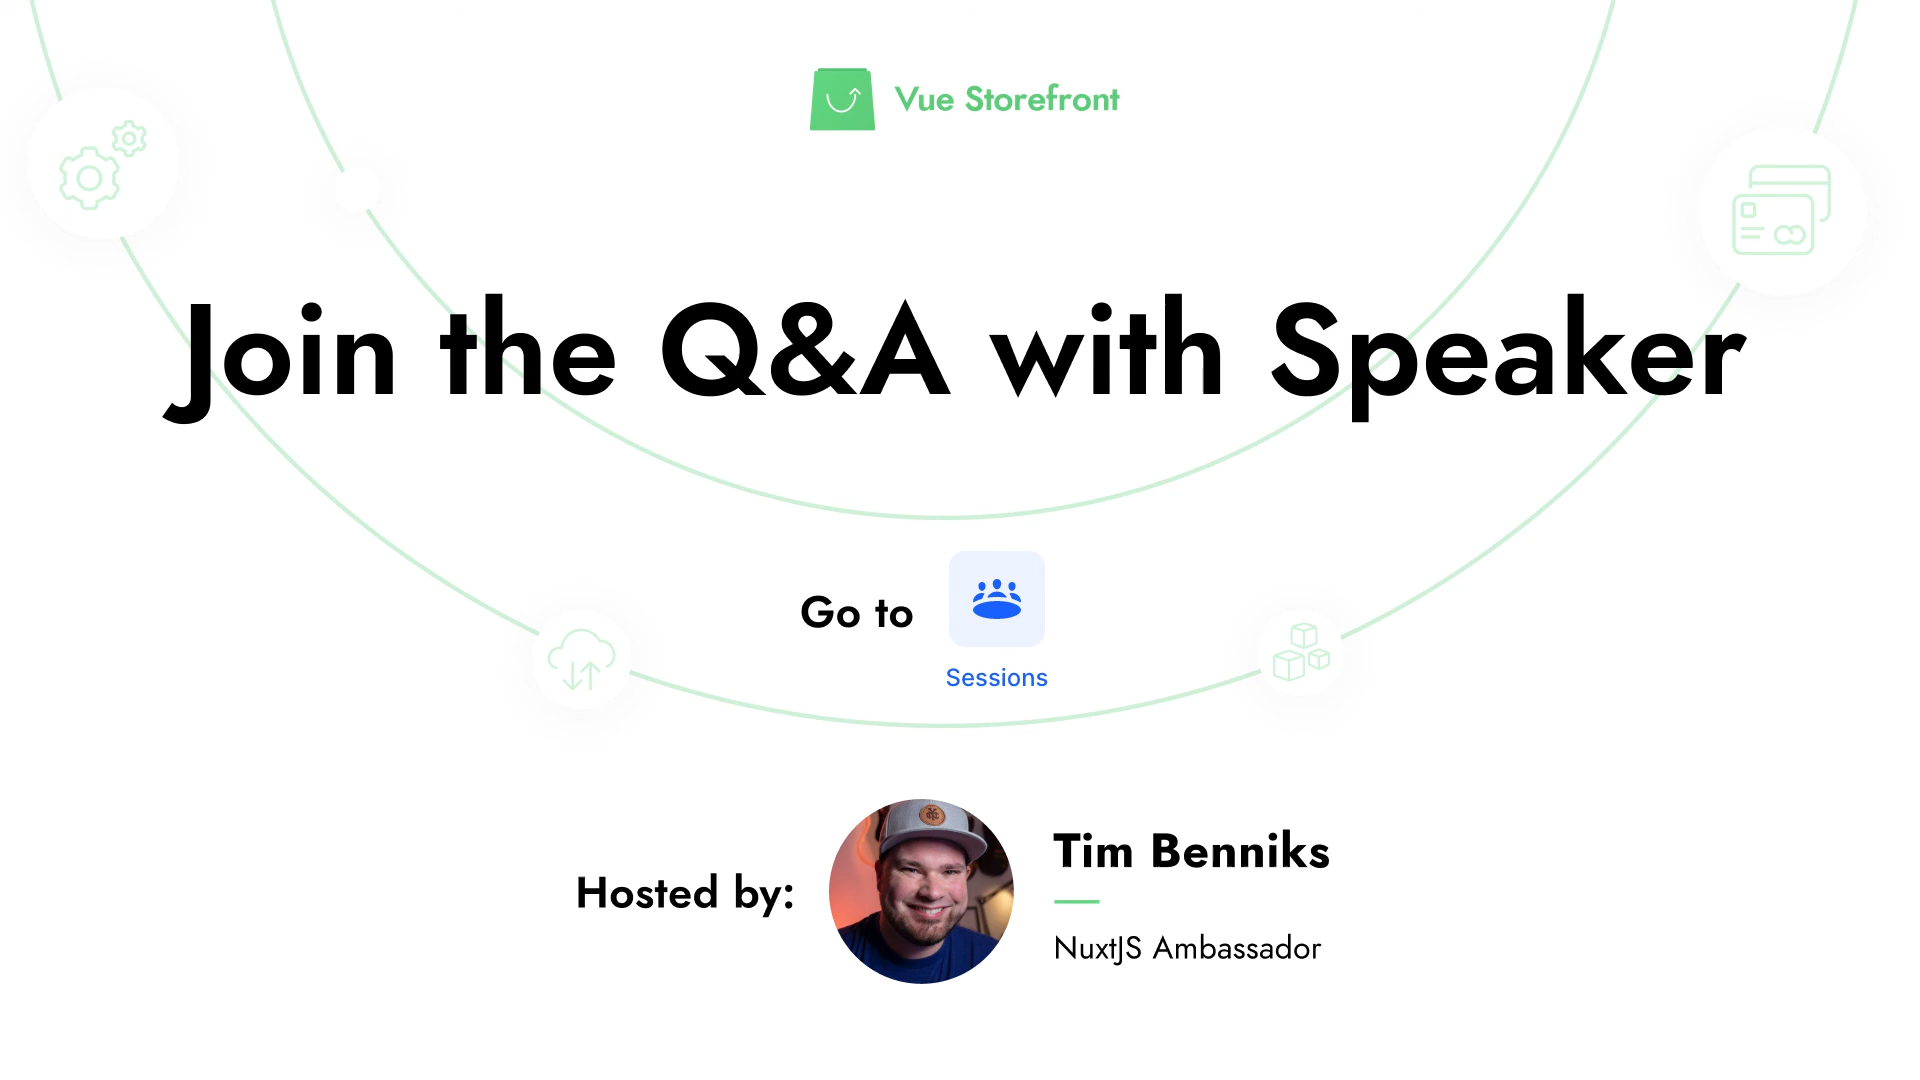 Vue Storefront
Join the Q&A with Speaker
Go to
Sessions
Hosted by:
Tim Benniks
NuxtJS Ambassador